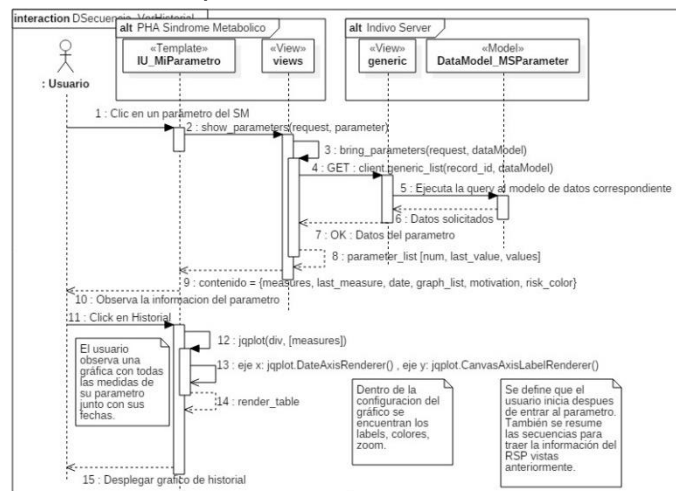 interaction DSecuencia_VerHistorial
alt PHA Sindrome Metabolico
alt Indivo Server
«Template»
IU_MiParametro
«View»
views
«View»
generic
«Model»
DataModel_MSParameter
: Usuario
1 : Clic en un parametro del SM
2 : show_parameters(request, parameter)
3 : bring_parameters(request, dataModel)
4 : GET : client.generic_list(record_id, dataModel)
5 : Ejecuta la query al modelo de datos correspondiente
6 : Datos solicitados
7 : OK : Datos del parametro
8 : parameter_list [num, last_value, values]
9 : contenido = {measures, last_measure, date, graph_list, motivation, risk_color}
10 : Observa la informacion del parametro
11 : Click en Historial
12 : jqplot(div, [measures])
13 : eje x: jqplot.DateAxisRenderer() , eje y: jqplot.CanvasAxisLabelRenderer()
14 : render_table
El usuario
observa una
gráfica con todas
las medidas de
su parametro
junto con sus
fechas.
Dentro de la
configuracion del
gráfico se
encuentran los
labels, colores,
zoom.
Se define que el
usuario inicia despues
de entrar al parametro.
También se resume
las secuencias para
traer la información del
RSP vistas
anteriormente.
15 : Desplegar grafico de historial